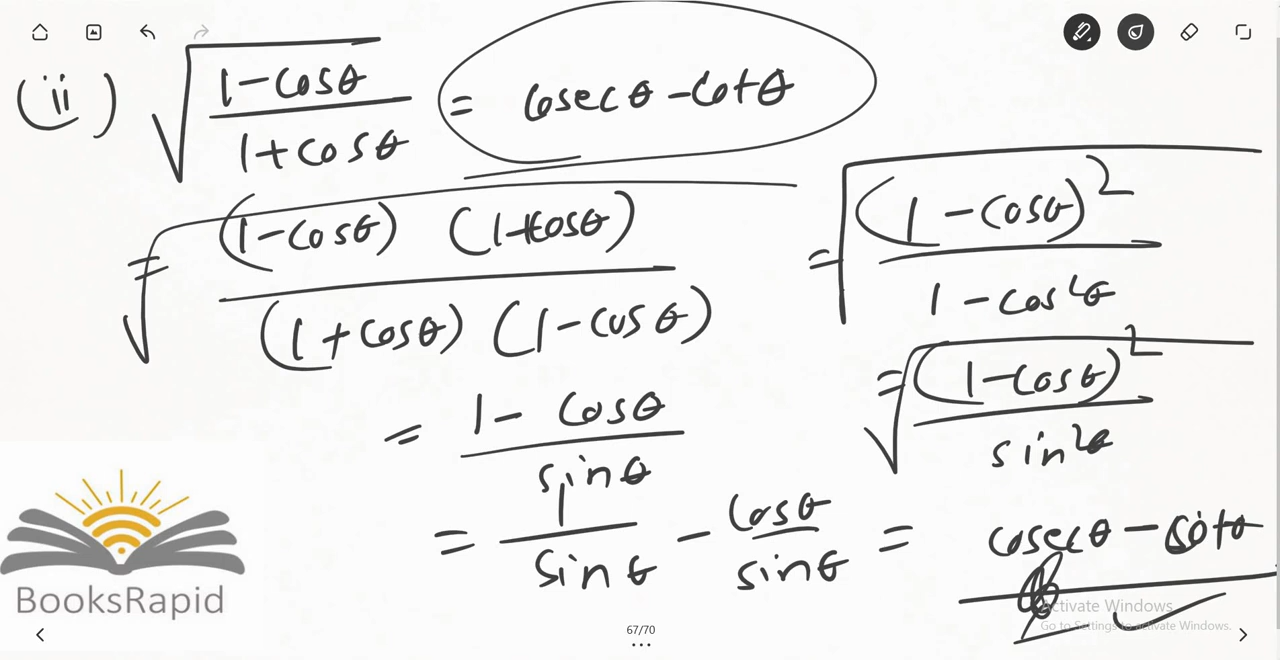 (ii) √((1-cosθ)/(1+cosθ)) = cosecθ-cotθ
= √((1-cosθ) (1-cosθ)/((1+cosθ) (1-cosθ)))
= √((1-cosθ)²/(1-cos²θ))
= √((1-cosθ)²/sin²θ)
= (1-cosθ)/sinθ
= 1/sinθ - cosθ/sinθ = cosecθ-cotθ
BooksRapid
Activate Windows
Go to Settings to activate Windows.
67/70